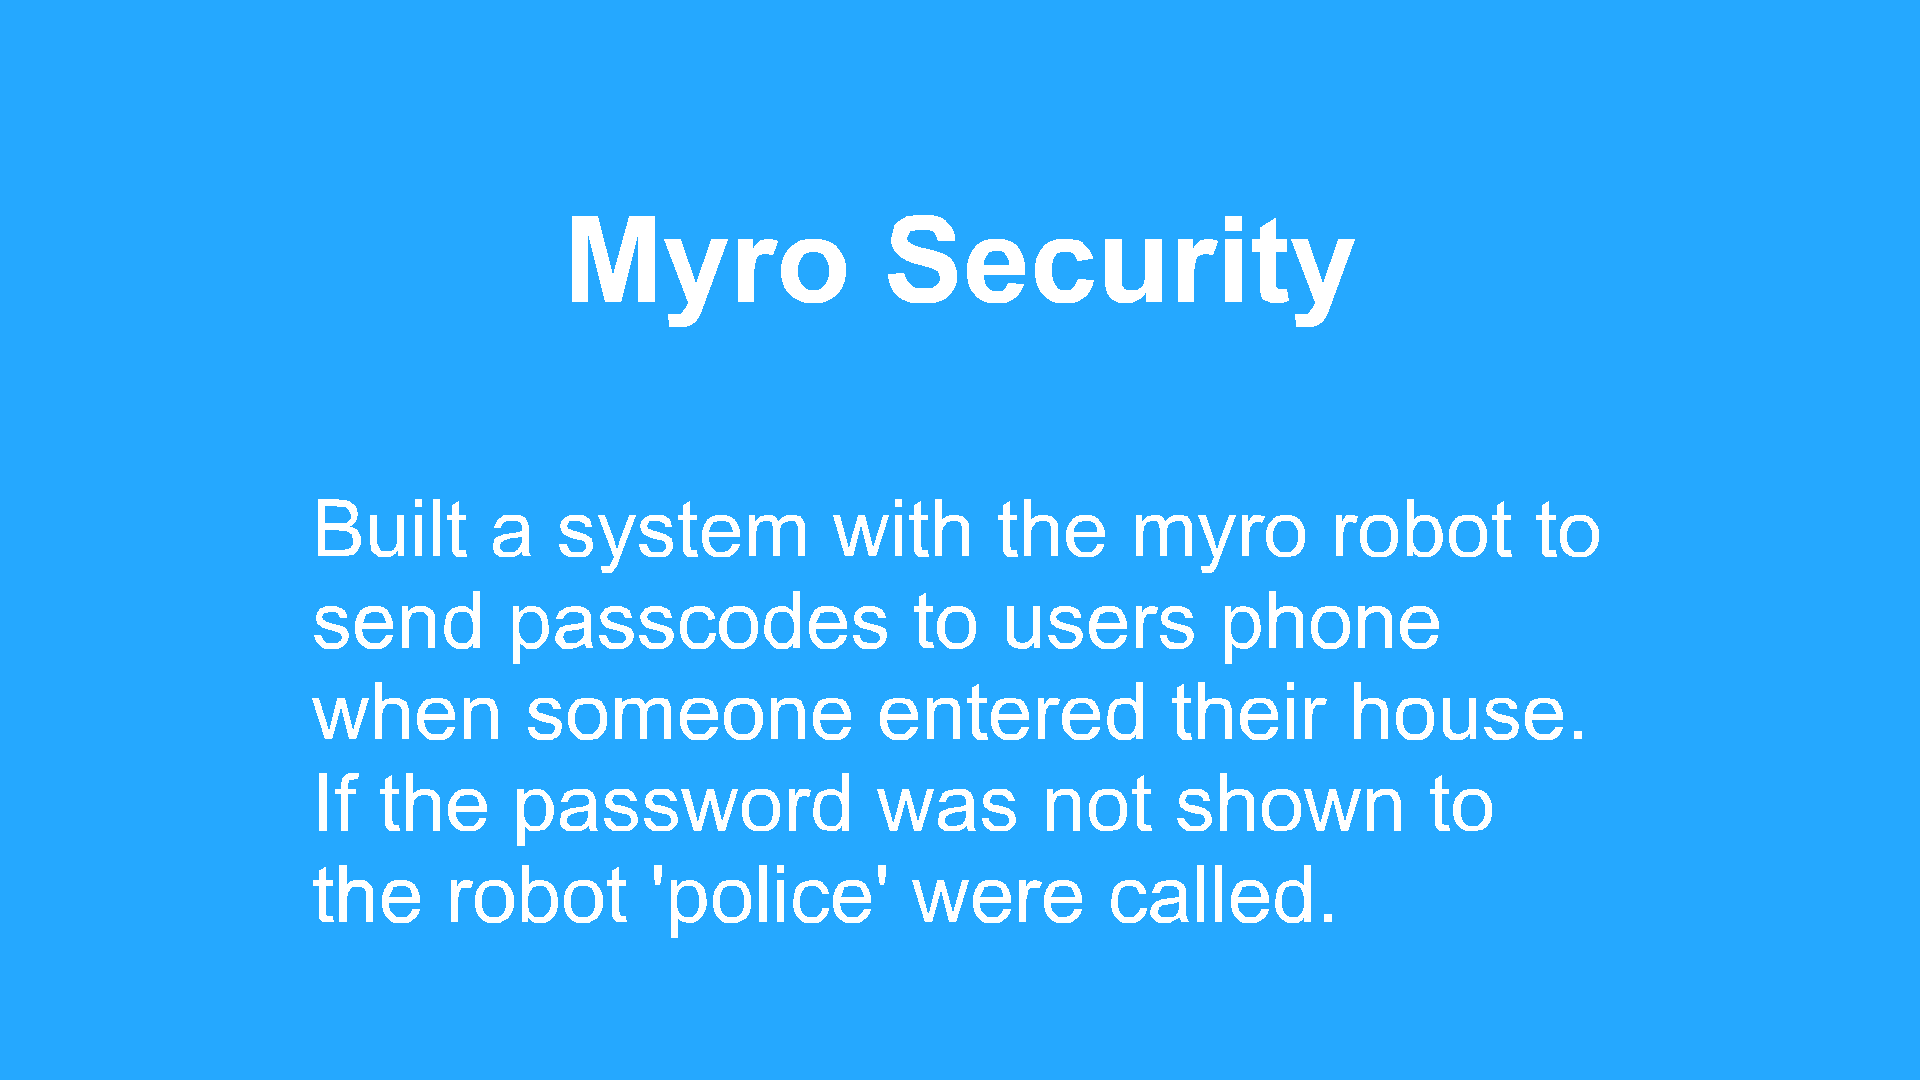 Myro Security
Built a system with the myro robot to
send passcodes to users phone
when someone entered their house.
If the password was not shown to
the robot 'police' were called.